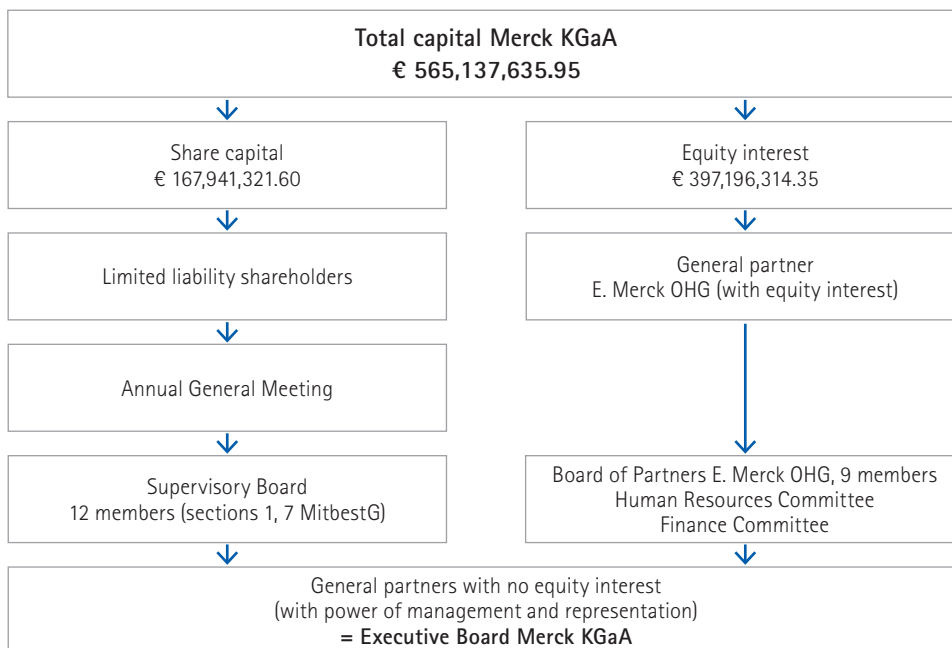 Total capital Merck KGaA
€ 565,137,635.95
Share capital
€ 167,941,321.60
Equity interest
€ 397,196,314.35
Limited liability shareholders
General partner
E. Merck OHG (with equity interest)
Annual General Meeting
Supervisory Board
12 members (sections 1, 7 MitbestG)
Board of Partners E. Merck OHG, 9 members
Human Resources Committee
Finance Committee
General partners with no equity interest
(with power of management and representation)
= Executive Board Merck KGaA